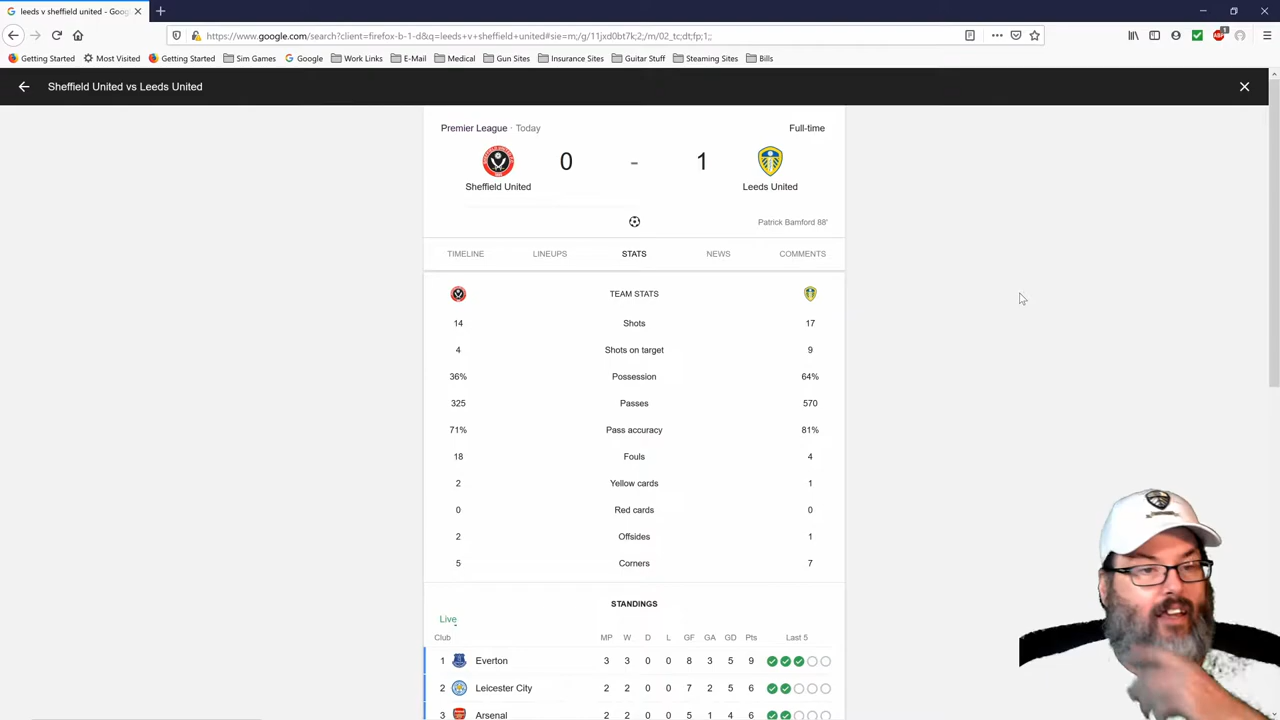 leeds v sheffield united - Goog
https://www.google.com/search?client=firefox-b-1-d&q=leeds+v+sheffield+united#sie=m;/g/11jxd0bt7k;2;/m/02_tc;dt;fp;1;;
Getting Started Most Visited Getting Started Sim Games Google Work Links E-Mail Medical Gun Sites Insurance Sites Guitar Stuff Steaming Sites Bills
Sheffield United vs Leeds United
Premier League · Today Full-time
0 - 1
Sheffield United Leeds United
Patrick Bamford 88'
TIMELINE LINEUPS STATS NEWS COMMENTS
TEAM STATS
14 Shots 17
4 Shots on target 9
36% Possession 64%
325 Passes 570
71% Pass accuracy 81%
18 Fouls 4
2 Yellow cards 1
0 Red cards 0
2 Offsides 1
5 Corners 7
STANDINGS
Live
Club MP W D L GF GA GD Pts Last 5
1 Everton 3 3 0 0 8 3 5 9
2 Leicester City 2 2 0 0 7 2 5 6
3 Arsenal 2 2 0 0 5 1 4 6